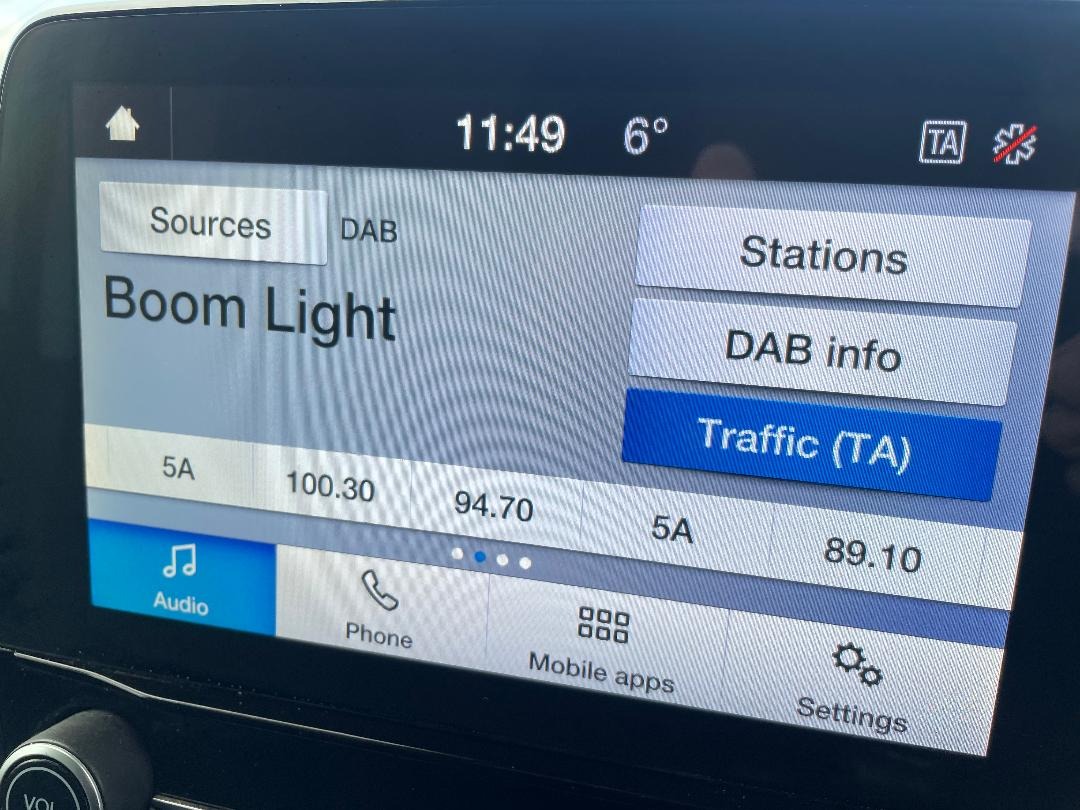 11:49 6° TA
Sources DAB
Boom Light
Stations
DAB info
Traffic (TA)
5A 100.30 94.70 5A 89.10
Audio Phone Mobile apps Settings
VOL